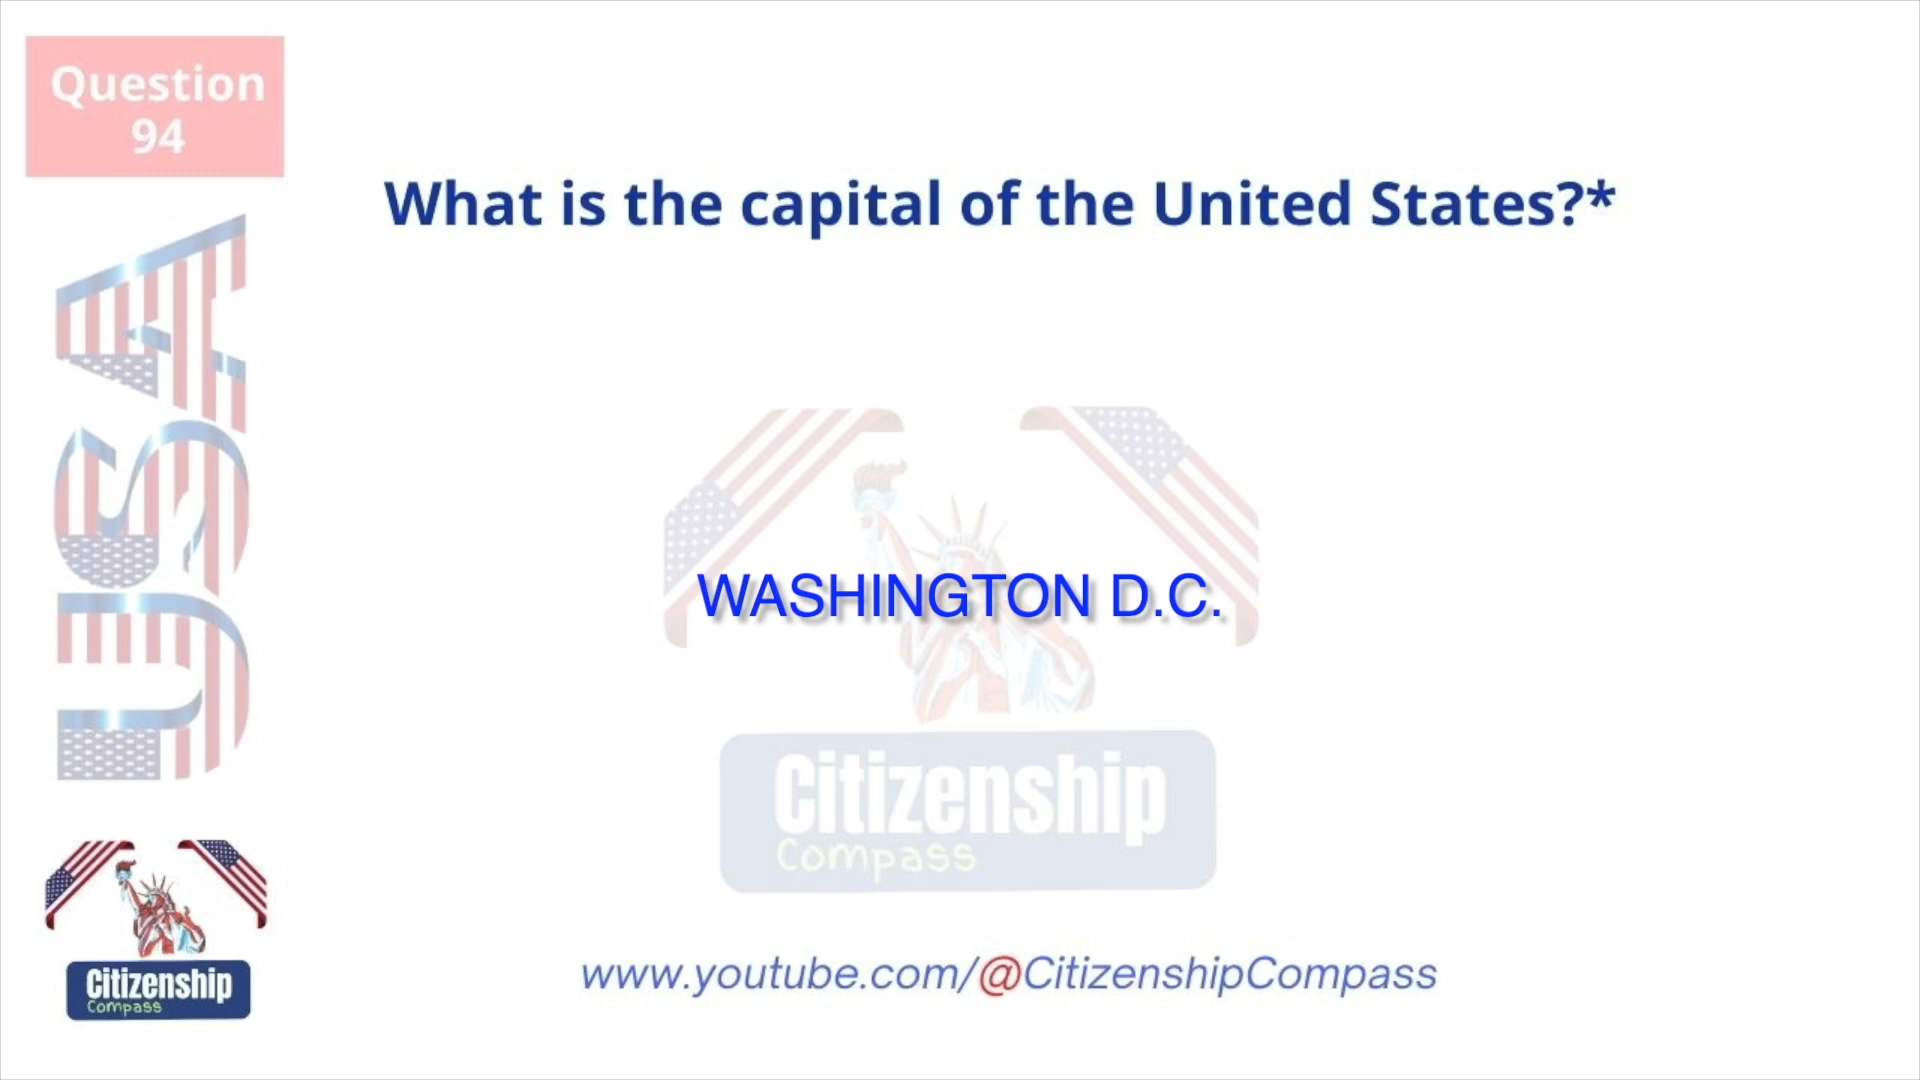 Question
94
What is the capital of the United States?*
USA
WASHINGTON D.C.
Citizenship
Compass
Citizenship
Compass
www.youtube.com/@CitizenshipCompass